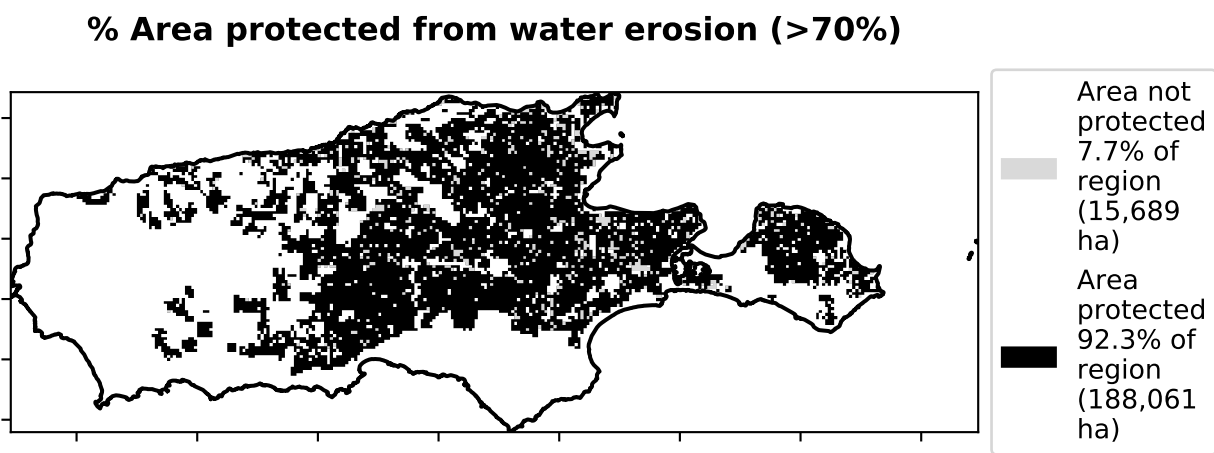 % Area protected from water erosion (>70%)
Area not
protected
7.7% of
region
(15,689
ha)
Area
protected
92.3% of
region
(188,061
ha)